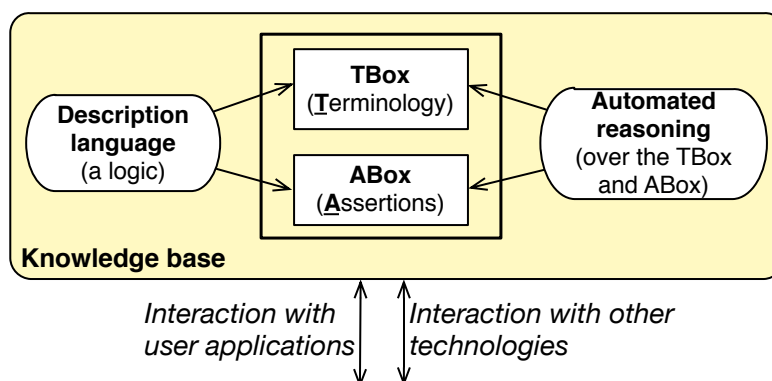 TBox
(Terminology)
Description
language
(a logic)
Automated
reasoning
(over the TBox
and ABox)
ABox
(Assertions)
Knowledge base
Interaction with
user applications
Interaction with other
technologies